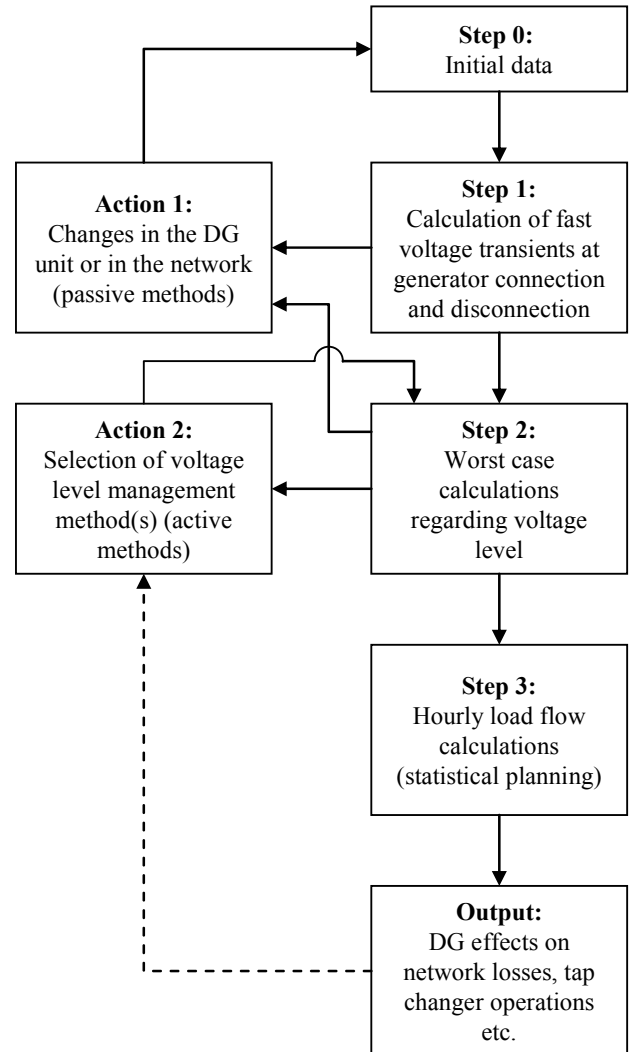 Step 0:
Initial data
Action 1:
Changes in the DG
unit or in the network
(passive methods)
Step 1:
Calculation of fast
voltage transients at
generator connection
and disconnection
Action 2:
Selection of voltage
level management
method(s) (active
methods)
Step 2:
Worst case
calculations
regarding voltage
level
Step 3:
Hourly load flow
calculations
(statistical planning)
Output:
DG effects on
network losses, tap
changer operations
etc.